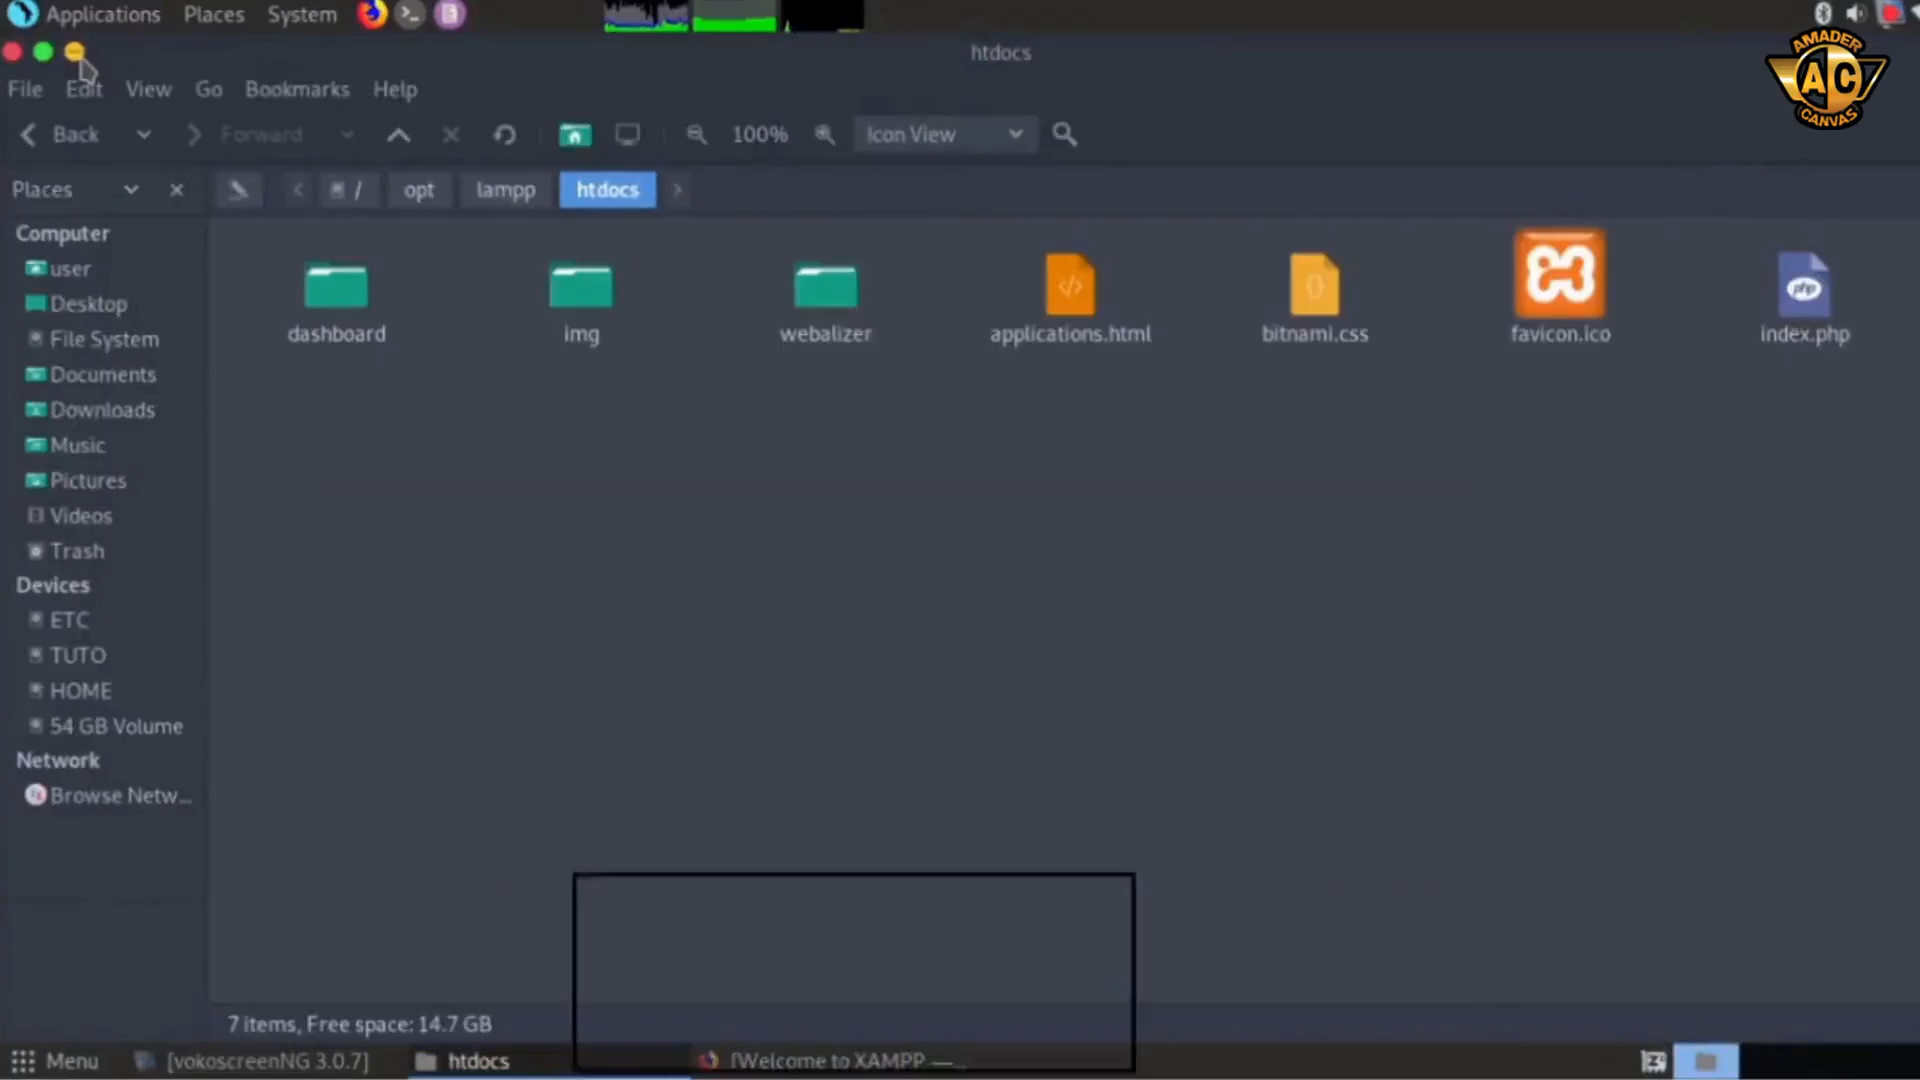 Applications Places System
htdocs
AMADER
AC
CANVAS
File Edit View Go Bookmarks Help
Back Forward 100% Icon View
Places / opt lampp htdocs
Computer
user
Desktop
File System
Documents
Downloads
Music
Pictures
Videos
Trash
Devices
ETC
TUTO
HOME
54 GB Volume
Network
Browse Netw...
dashboard img webalizer applications.html bitnami.css favicon.ico index.php
php
7 items, Free space: 14.7 GB
Menu [vokoscreenNG 3.0.7] htdocs [Welcome to XAMPP —...